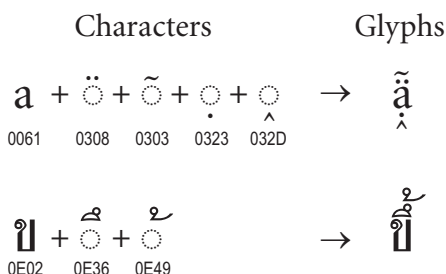 Characters Glyphs
a + ◌̈ + ◌̃ + ◌̣ + ◌̭ → ạ̭̈̃
0061 0308 0303 0323 032D
ข + ◌ึ + ◌้ → ขึ้
0E02 0E36 0E49